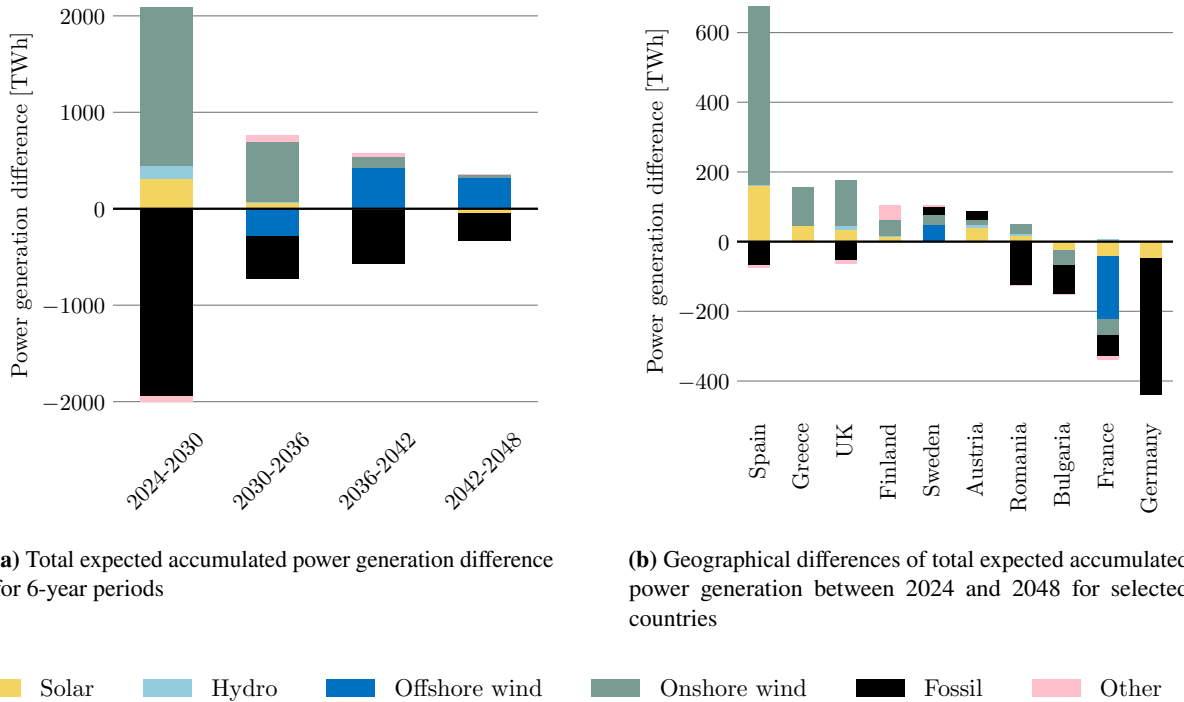 Power generation difference [TWh]
2000
1000
0
−1000
−2000
2024-2030
2030-2036
2036-2042
2042-2048
a) Total expected accumulated power generation difference
for 6-year periods
Power generation difference [TWh]
600
400
200
0
−200
−400
Spain
Greece
UK
Finland
Sweden
Austria
Romania
Bulgaria
France
Germany
(b) Geographical differences of total expected accumulated
power generation between 2024 and 2048 for selected
countries
Solar
Hydro
Offshore wind
Onshore wind
Fossil
Other